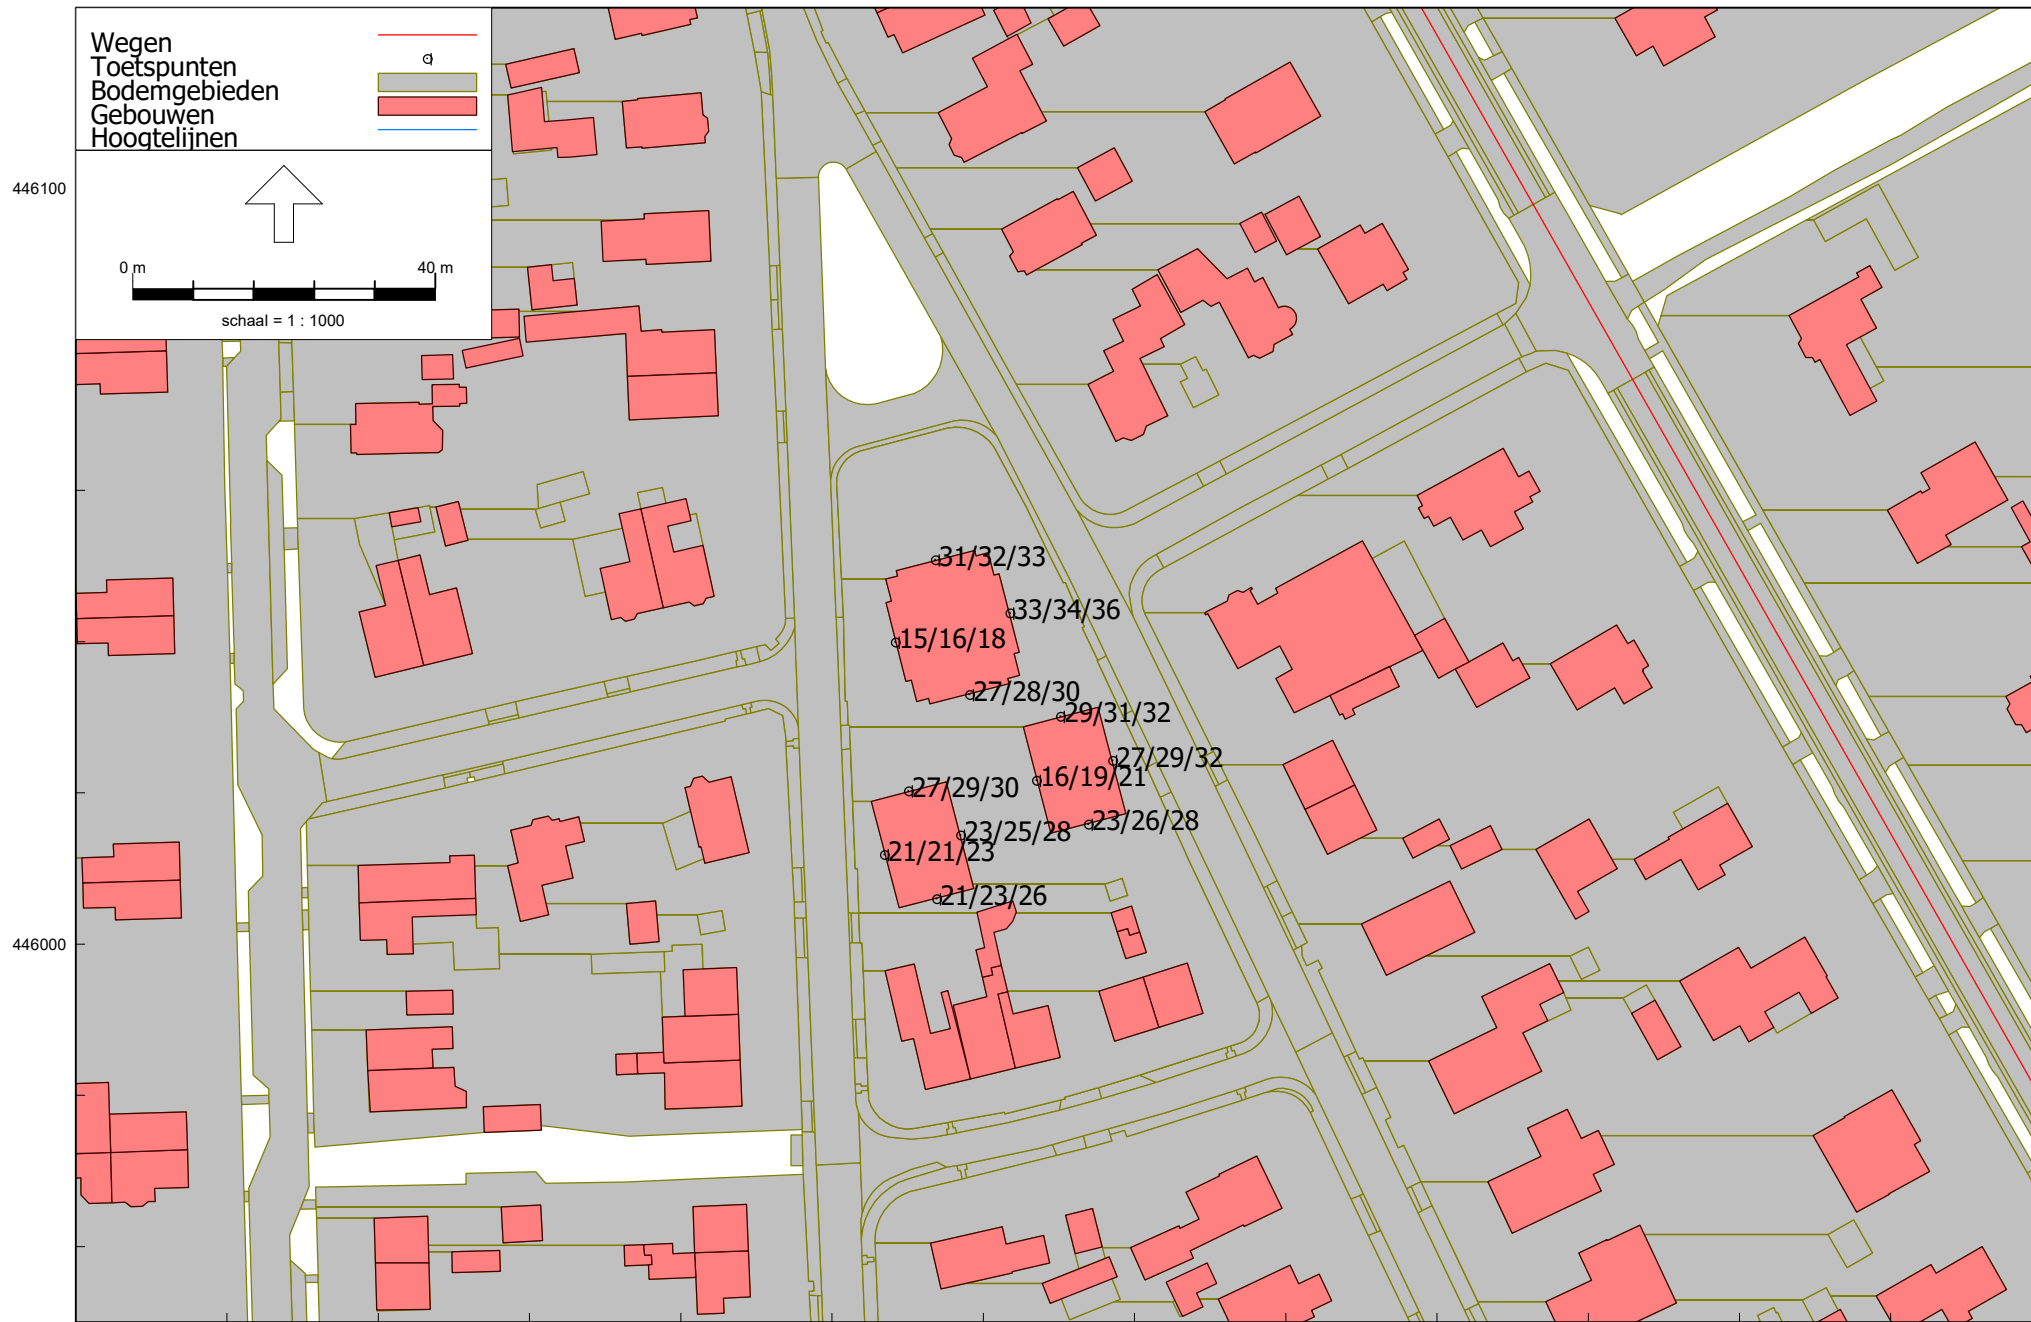 Wegen
Toetspunten
Bodemgebieden
Gebouwen
Hoogtelijnen
446100
0 m 40 m
schaal = 1 : 1000
31/32/33
33/34/36
15/16/18
27/28/30
29/31/32
27/29/32
16/19/21
27/29/30
23/26/28
23/25/28
21/21/23
21/23/26
446000